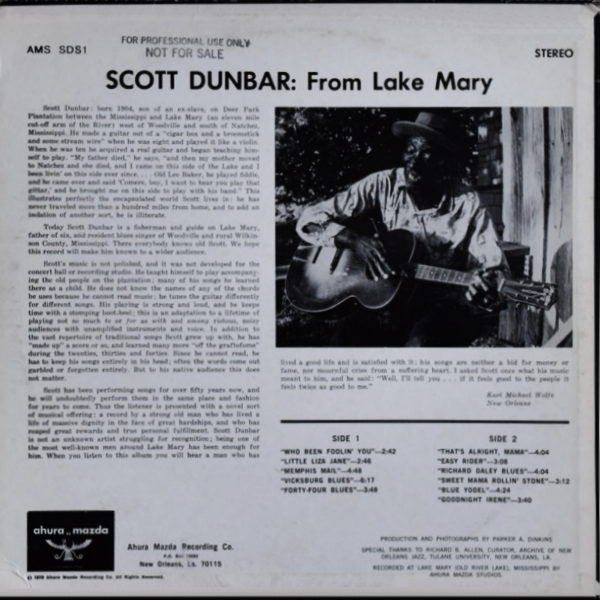 AMS SDS1
FOR PROFESSIONAL USE ONLY
NOT FOR SALE
STEREO
SCOTT DUNBAR: From Lake Mary
Scott Dunbar: born 1904, son of an ex-slave, on Deer Park
Plantation between the Mississippi and Lake Mary (an eleven mile
cut-off arm of the River) west of Woodville and south of Natchez,
Mississippi. He made a guitar out of a "cigar box and a broomstick
and some stream wire" when he was eight and played it like a violin.
When he was ten he acquired a real guitar and began teaching him-
self to play. "My father died," he says, "and then my mother moved
to Natchez and she died, and I came on this side of the Lake and I
been livin' on this side ever since. . . . Old Lee Baker, he played fiddle,
and he came over and said 'Comere, boy, I want to hear you play that
gittar,' and he brought me on this side to play with his band." This
illustrates perfectly the encapsulated world Scott lives in: he has
never traveled more than a hundred miles from home, and to add an
isolation of another sort, he is illiterate.
Today Scott Dunbar is a fisherman and guide on Lake Mary,
father of six, and resident blues singer of Woodville and rural Wilkin-
son County, Mississippi. There everybody knows old Scott. We hope
this record will make him known to a wider audience.
Scott's music is not polished, and it was not developed for the
concert hall or recording studio. He taught himself to play accompany-
ing the old people on the plantation; many of his songs he learned
there as a child. He does not know the names of any of the chords
he uses because he cannot read music; he tunes the guitar differently
for different songs. His playing is strong and loud, and he keeps
time with a stomping boot-heel; this is an adaptation to a lifetime of
playing not so much to or for as with and among riotous, noisy
audiences with unamplified instruments and voice. In addition to
the vast repertoire of traditional songs Scott grew up with, he has
"made up" a score or so, and learned many more "off the graftafome"
during the twenties, thirties and forties. Since he cannot read, he
has to keep his songs entirely in his head; often the words come out
garbled or forgotten entirely. But to his native audience this does
not matter.
Scott has been performing songs for over fifty years now, and
he will undoubtedly perform them in the same place and fashion
for years to come. Thus the listener is presented with a novel sort
of musical offering: a record by a strong old man who has lived a
life of massive dignity in the face of great hardships, and who has
reaped great rewards and true personal fulfillment. Scott Dunbar
is not an unknown artist struggling for recognition; being one of
the most well-known men around Lake Mary has been enough for
him. When you listen to this album you will hear a man who has
lived a good life and is satisfied with it; his songs are neither a bid for money or
fame, nor mournful cries from a suffering heart. I asked Scott once what his music
meant to him, and he said: "Well, I'll tell you . . . if it feels good to the people it
feels twice as good to me."
Karl Michael Wolfe
New Orleans
SIDE 1
"WHO BEEN FOOLIN' YOU"—2:42
"LITTLE LIZA JANE"—2:46
"MEMPHIS MAIL"—4:48
"VICKSBURG BLUES"—6:17
"FORTY-FOUR BLUES"—3:48
SIDE 2
"THAT'S ALRIGHT, MAMA"—4:04
"EASY RIDER"—3:08
"RICHARD DALEY BLUES"—4:04
"SWEET MAMA ROLLIN' STONE"—3:12
"BLUE YODEL"—4:24
"GOODNIGHT IRENE"—3:40
ahura mazda
Ahura Mazda Recording Co.
P.O. Box
New Orleans, La. 70115
© 1970 Ahura Mazda Recording Co. All Rights Reserved.
PRODUCTION AND PHOTOGRAPHS BY PARKER A. DINKINS
SPECIAL THANKS TO RICHARD B. ALLEN, CURATOR, ARCHIVE OF NEW
ORLEANS JAZZ, TULANE UNIVERSITY, NEW ORLEANS, LA.
RECORDED AT LAKE MARY (OLD RIVER LAKE), MISSISSIPPI BY
AHURA MAZDA STUDIOS.